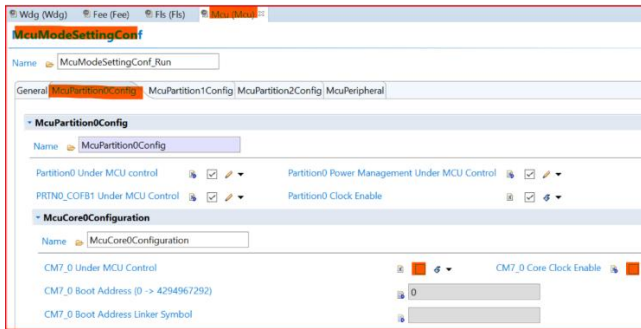 Wdg (Wdg) Fee (Fee) Fls (Fls) Mcu (Mcu)
McuModeSettingConf
Name McuModeSettingConf_Run
General McuPartition0Config McuPartition1Config McuPartition2Config McuPeripheral
McuPartition0Config
Name McuPartition0Config
Partition0 Under MCU control Partition0 Power Management Under MCU Control
PRTN0_COFB1 Under MCU Control Partition0 Clock Enable
McuCore0Configuration
Name McuCore0Configuration
CM7_0 Under MCU Control CM7_0 Core Clock Enable
CM7_0 Boot Address (0 -> 4294967292) 0
CM7_0 Boot Address Linker Symbol